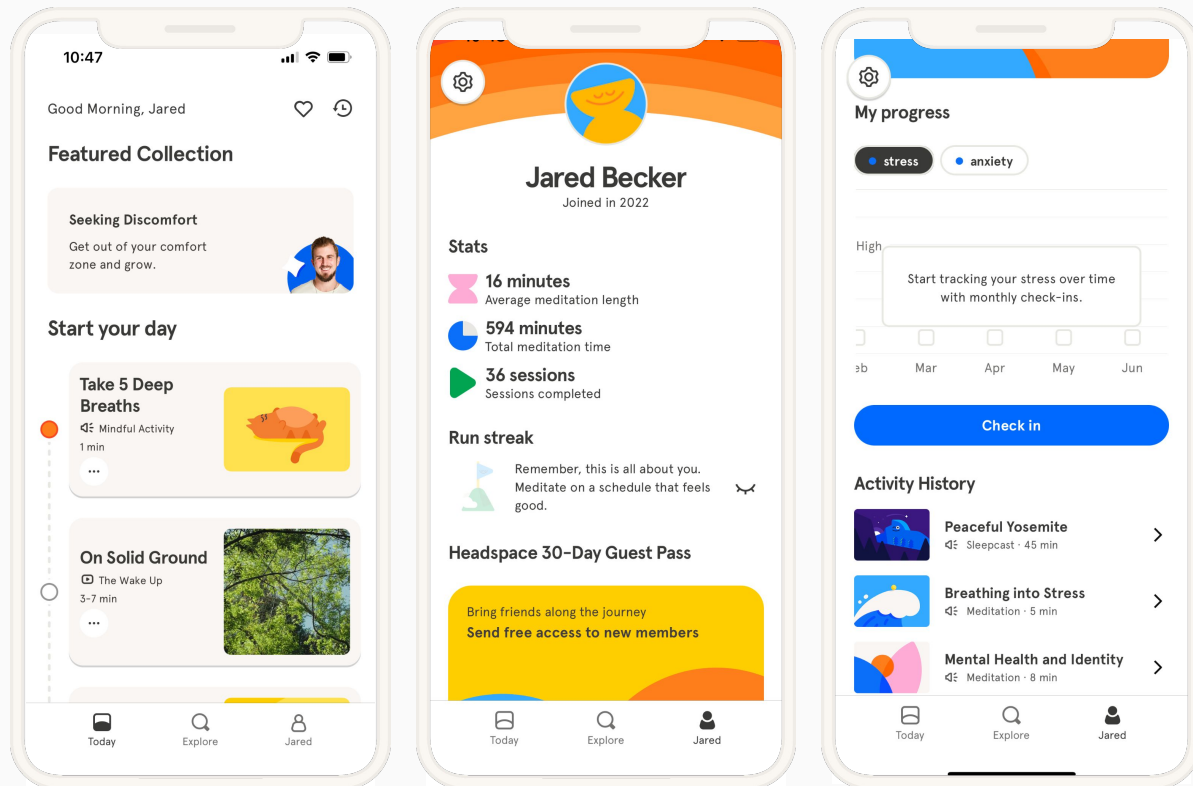 10:47
Good Morning, Jared
Featured Collection
Seeking Discomfort
Get out of your comfort
zone and grow.
Start your day
Take 5 Deep
Breaths
Mindful Activity
1 min
On Solid Ground
The Wake Up
3-7 min
Today
Explore
Jared
Jared Becker
Joined in 2022
Stats
16 minutes
Average meditation length
594 minutes
Total meditation time
36 sessions
Sessions completed
Run streak
Remember, this is all about you.
Meditate on a schedule that feels
good.
Headspace 30-Day Guest Pass
Bring friends along the journey
Send free access to new members
Today
Explore
Jared
My progress
stress
anxiety
High
Start tracking your stress over time
with monthly check-ins.
eb
Mar
Apr
May
Jun
Check in
Activity History
Peaceful Yosemite
Sleepcast · 45 min
Breathing into Stress
Meditation · 5 min
Mental Health and Identity
Meditation · 8 min
Today
Explore
Jared